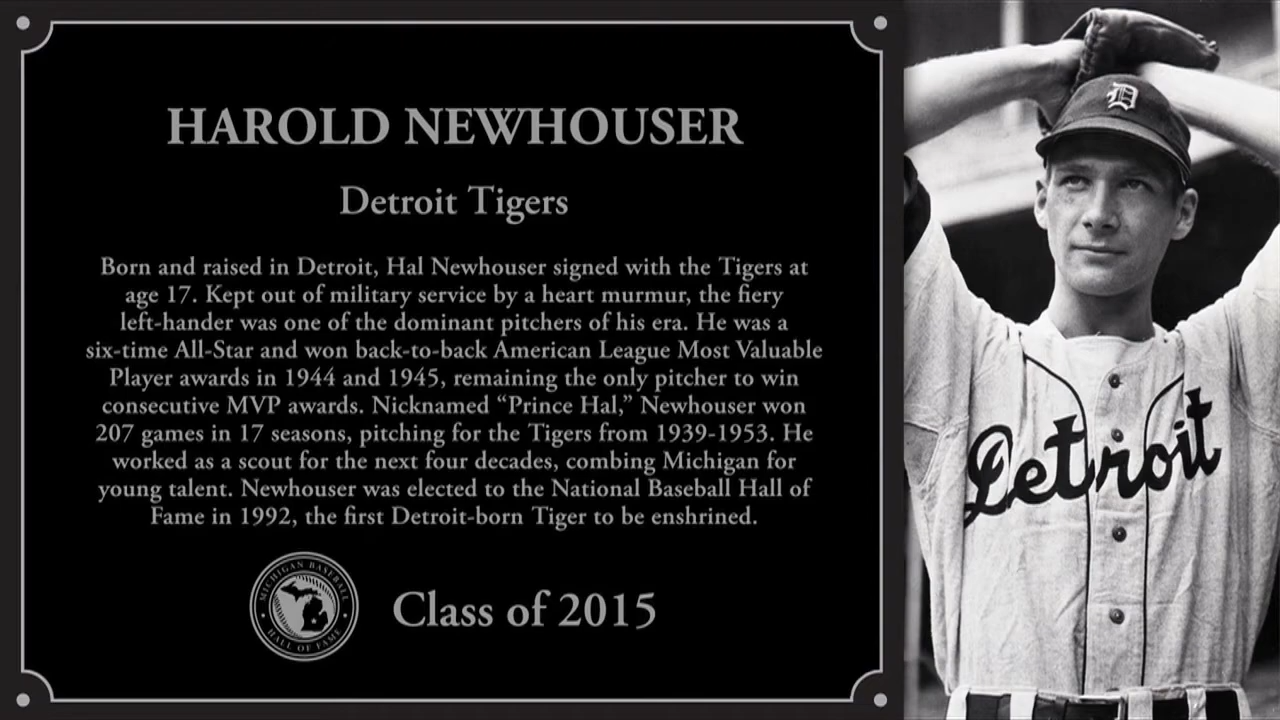 HAROLD NEWHOUSER
Detroit Tigers
Born and raised in Detroit, Hal Newhouser signed with the Tigers at
age 17. Kept out of military service by a heart murmur, the fiery
left-hander was one of the dominant pitchers of his era. He was a
six-time All-Star and won back-to-back American League Most Valuable
Player awards in 1944 and 1945, remaining the only pitcher to win
consecutive MVP awards. Nicknamed “Prince Hal,” Newhouser won
207 games in 17 seasons, pitching for the Tigers from 1939-1953. He
worked as a scout for the next four decades, combing Michigan for
young talent. Newhouser was elected to the National Baseball Hall of
Fame in 1992, the first Detroit-born Tiger to be enshrined.
MICHIGAN BASEBALL
HALL OF FAME
Class of 2015
D
Detroit